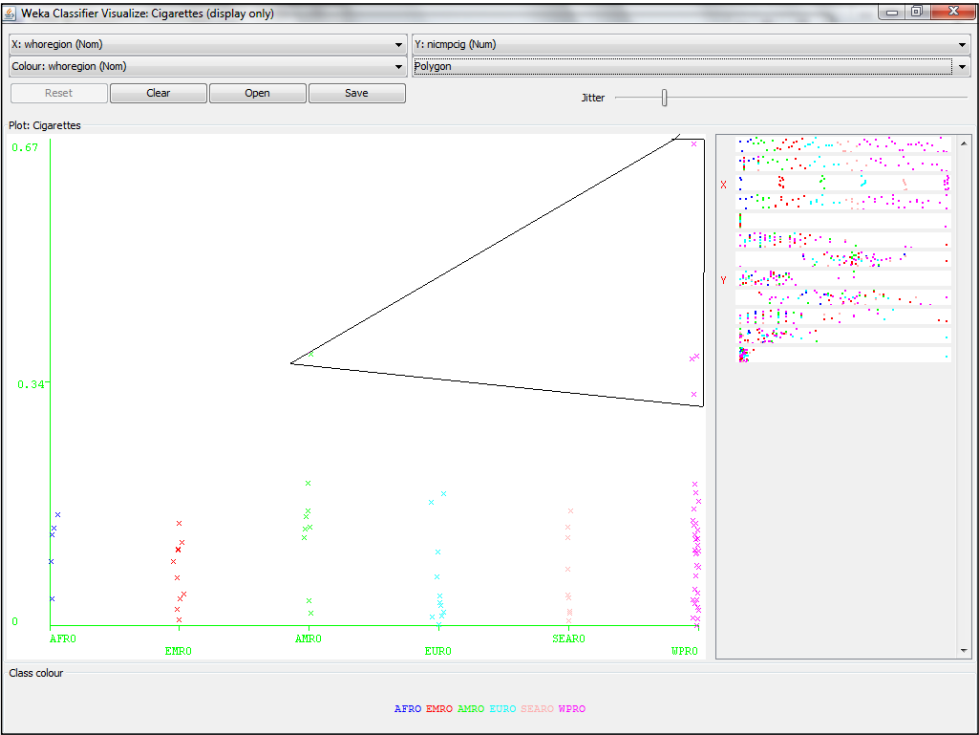 Weka Classifier Visualize: Cigarettes (display only)
X: whoregion (Nom) Y: nicmpcig (Num)
Colour: whoregion (Nom) Polygon
Reset Clear Open Save Jitter
Plot: Cigarettes
0.67
X
Y
0.34
0
AFRO AMRO SEARO
EMRO EURO WPRO
Class colour
AFRO EMRO AMRO EURO SEARO WPRO